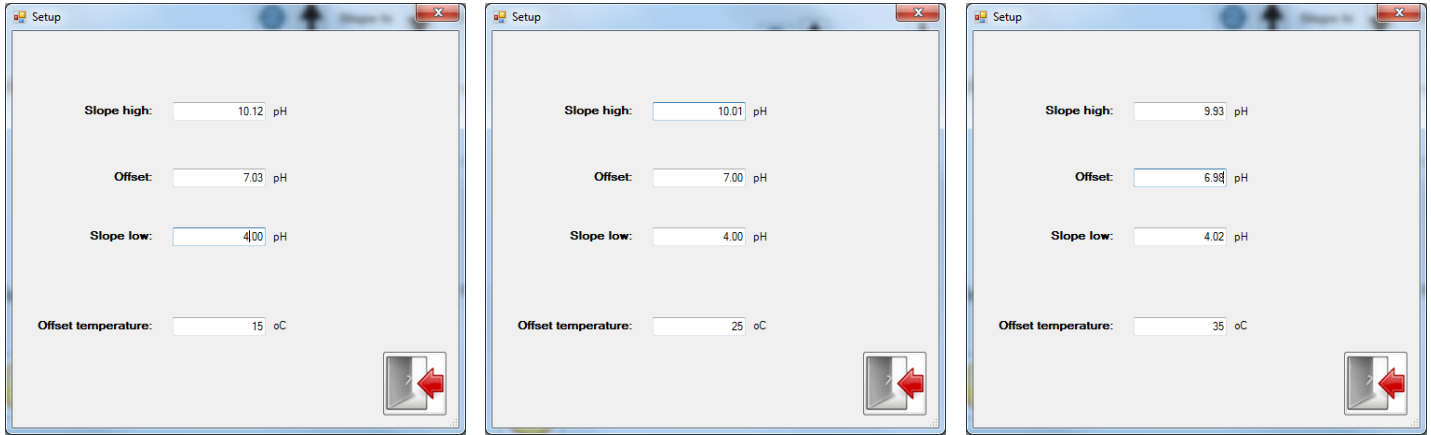 Setup
Slope high: 10.12 pH
Offset: 7.03 pH
Slope low: 4.00 pH
Offset temperature: 15 oC
Setup
Slope high: 10.01 pH
Offset: 7.00 pH
Slope low: 4.00 pH
Offset temperature: 25 oC
Setup
Slope high: 9.93 pH
Offset: 6.98 pH
Slope low: 4.02 pH
Offset temperature: 35 oC